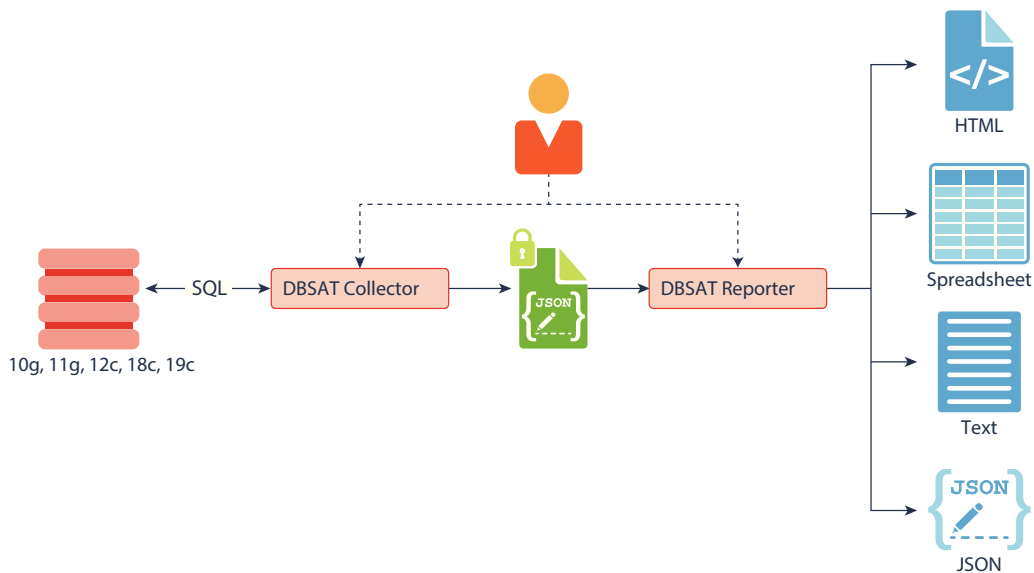 </>
HTML
Spreadsheet
SQL
DBSAT Collector
{JSON}
DBSAT Reporter
10g, 11g, 12c, 18c, 19c
Text
{JSON}
JSON